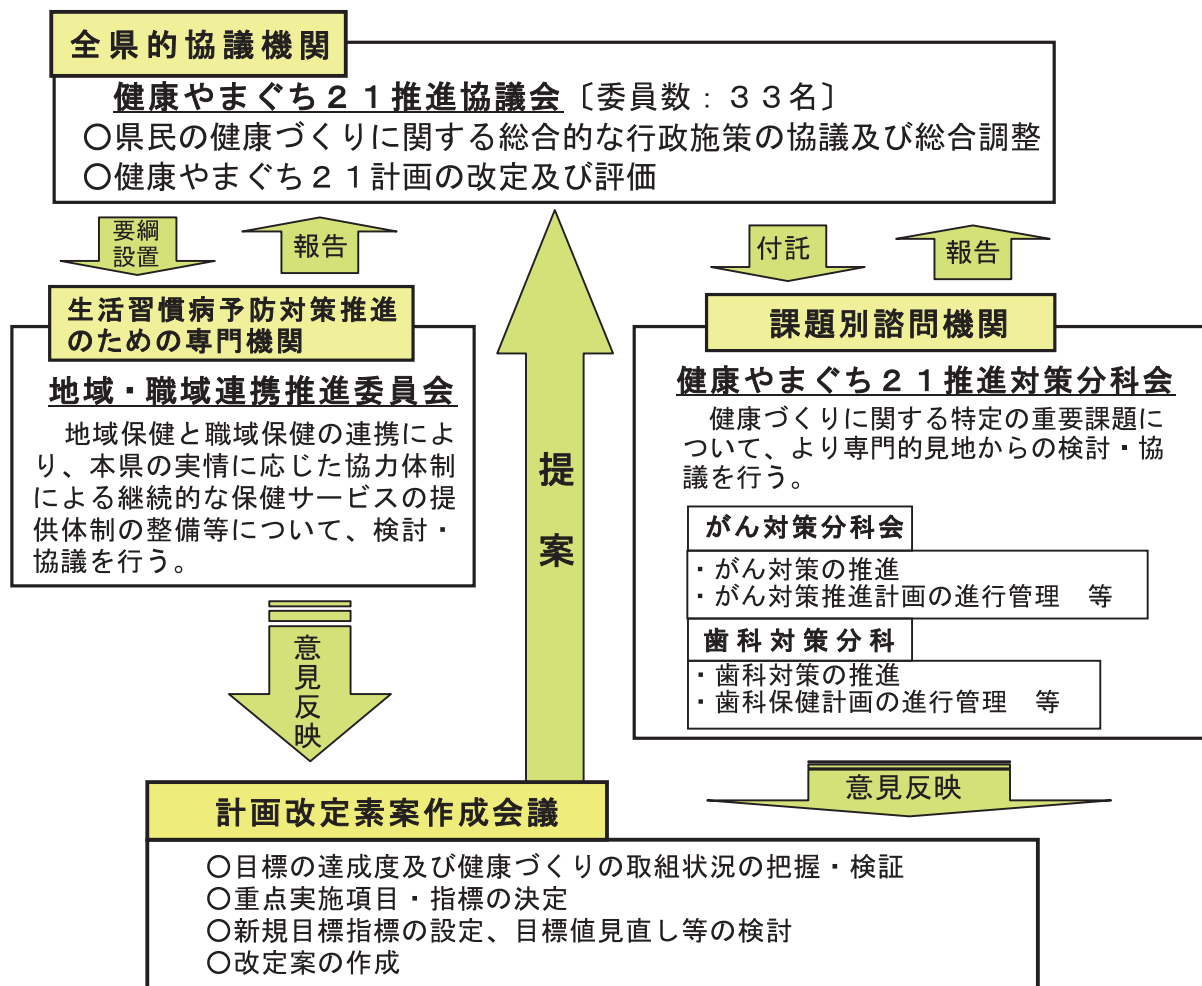 全県的協議機関
健康やまぐち２１推進協議会〔委員数：３３名〕
○県民の健康づくりに関する総合的な行政施策の協議及び総合調整
○健康やまぐち２１計画の改定及び評価
要綱
設置
報告
付託
報告
生活習慣病予防対策推進
のための専門機関
地域・職域連携推進委員会
地域保健と職域保健の連携によ
り、本県の実情に応じた協力体制
による継続的な保健サービスの提
供体制の整備等について、検討・
協議を行う。
提案
課題別諮問機関
健康やまぐち２１推進対策分科会
健康づくりに関する特定の重要課題に
ついて、より専門的見地からの検討・協
議を行う。
がん対策分科会
・がん対策の推進
・がん対策推進計画の進行管理　等
歯科対策分科
・歯科対策の推進
・歯科保健計画の進行管理　等
意見反映
意見反映
計画改定素案作成会議
○目標の達成度及び健康づくりの取組状況の把握・検証
○重点実施項目・指標の決定
○新規目標指標の設定、目標値見直し等の検討
○改定案の作成